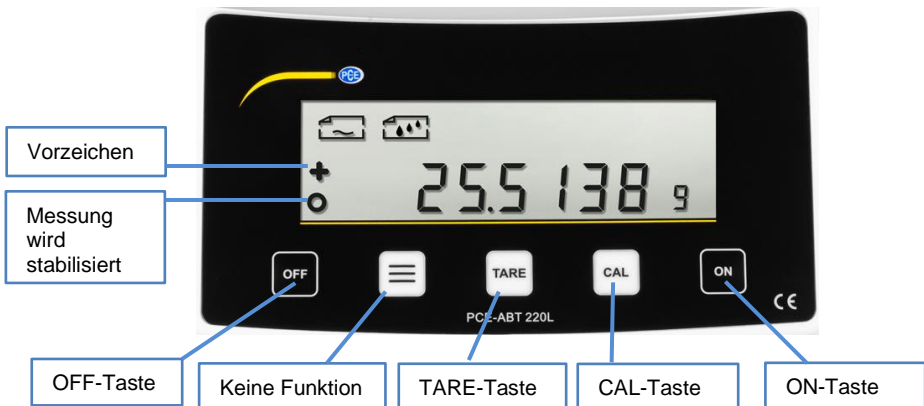 PCE
Vorzeichen
25.5138 g
Messung
wird
stabilisiert
OFF
TARE
CAL
ON
CE
PCE-ABT 220L
OFF-Taste
Keine Funktion
TARE-Taste
CAL-Taste
ON-Taste